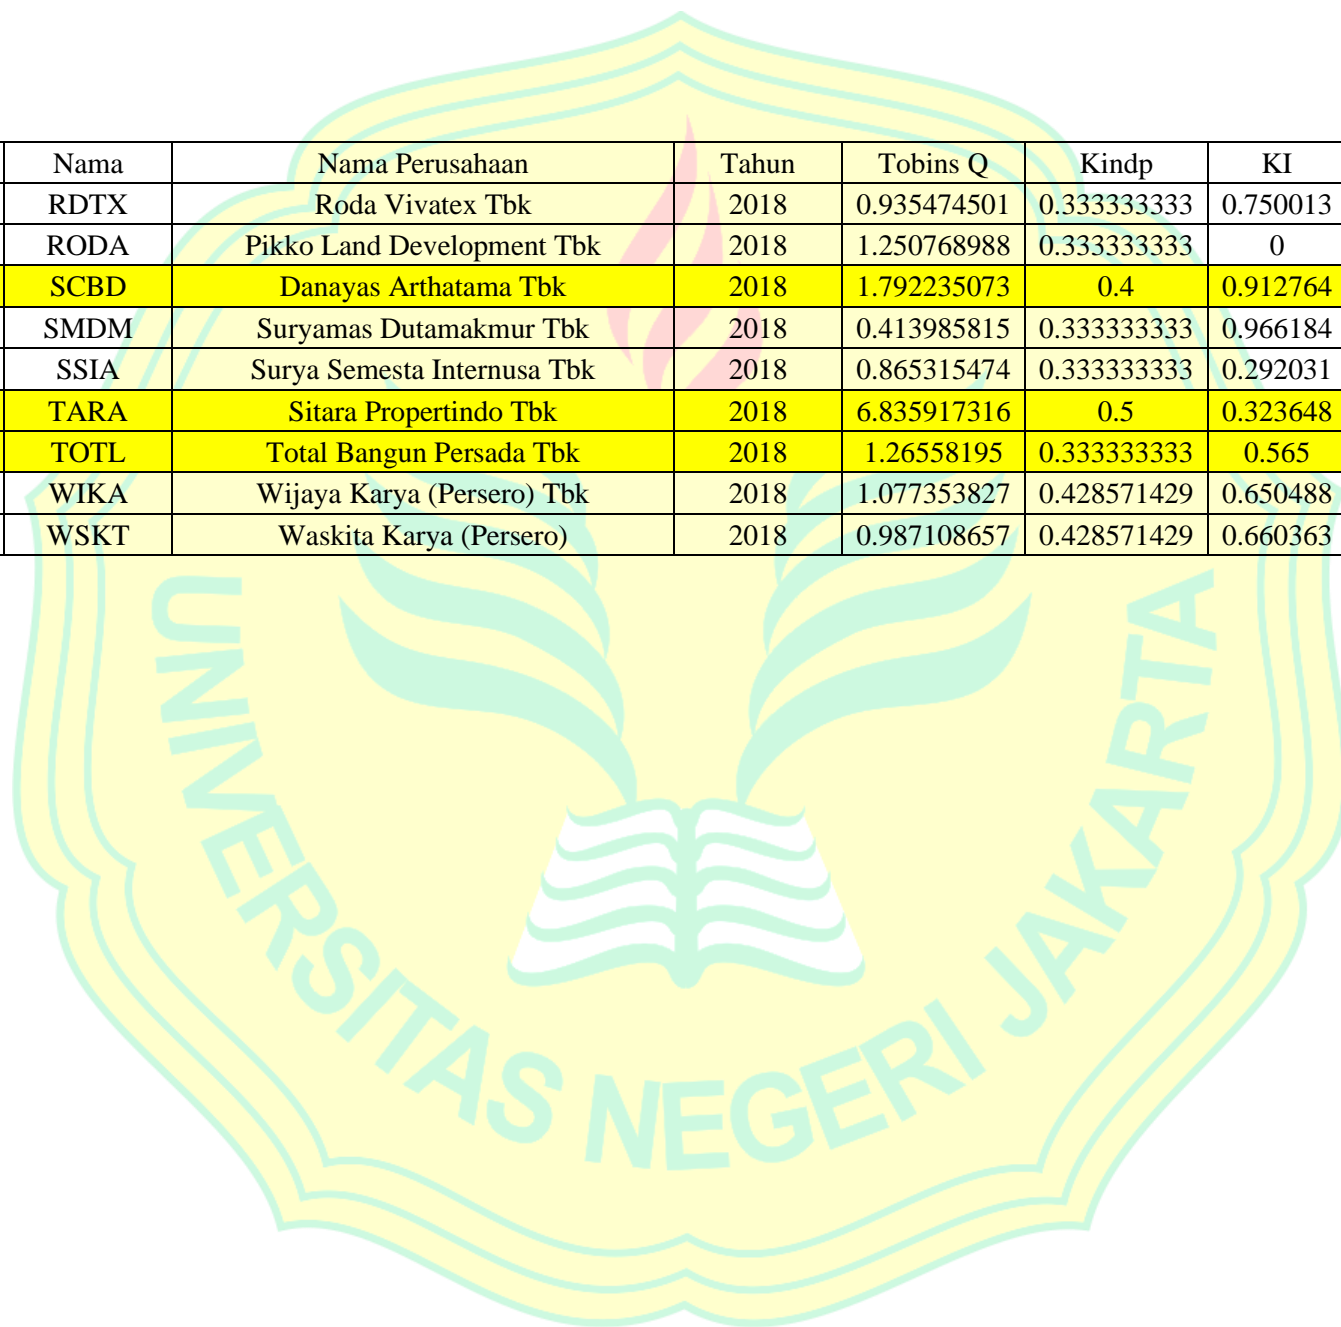 Nama Nama Perusahaan Tahun Tobins Q Kindp KI
RDTX Roda Vivatex Tbk 2018 0.935474501 0.333333333 0.750013
RODA Pikko Land Development Tbk 2018 1.250768988 0.333333333 0
SCBD Danayas Arthatama Tbk 2018 1.792235073 0.4 0.912764
SMDM Suryamas Dutamakmur Tbk 2018 0.413985815 0.333333333 0.966184
SSIA Surya Semesta Internusa Tbk 2018 0.865315474 0.333333333 0.292031
TARA Sitara Propertindo Tbk 2018 6.835917316 0.5 0.323648
TOTL Total Bangun Persada Tbk 2018 1.26558195 0.333333333 0.565
WIKA Wijaya Karya (Persero) Tbk 2018 1.077353827 0.428571429 0.650488
WSKT Waskita Karya (Persero) 2018 0.987108657 0.428571429 0.660363
UNIVERSITAS NEGERI JAKARTA